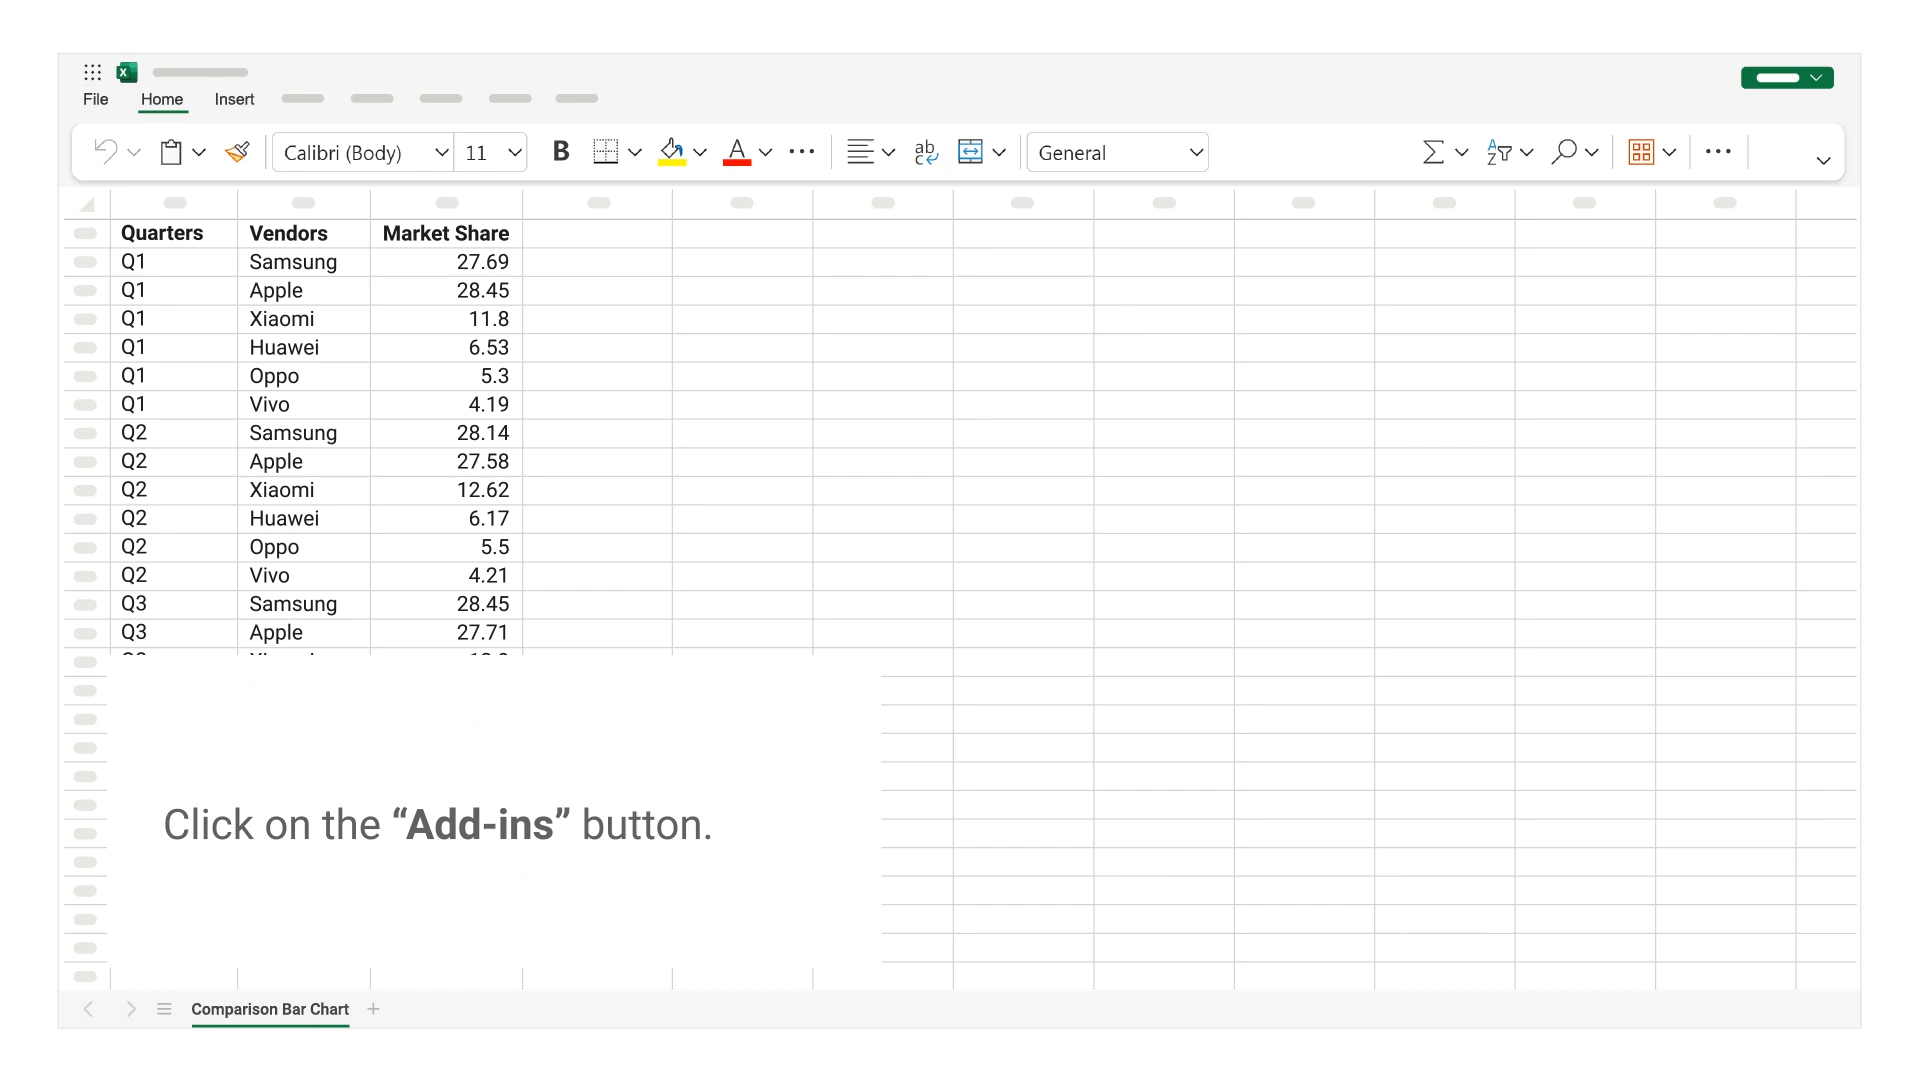 File Home Insert
Calibri (Body) 11 B A ab c General Σ A Z
Quarters Vendors Market Share
Q1 Samsung 27.69
Q1 Apple 28.45
Q1 Xiaomi 11.8
Q1 Huawei 6.53
Q1 Oppo 5.3
Q1 Vivo 4.19
Q2 Samsung 28.14
Q2 Apple 27.58
Q2 Xiaomi 12.62
Q2 Huawei 6.17
Q2 Oppo 5.5
Q2 Vivo 4.21
Q3 Samsung 28.45
Q3 Apple 27.71
Click on the “Add-ins” button.
Comparison Bar Chart